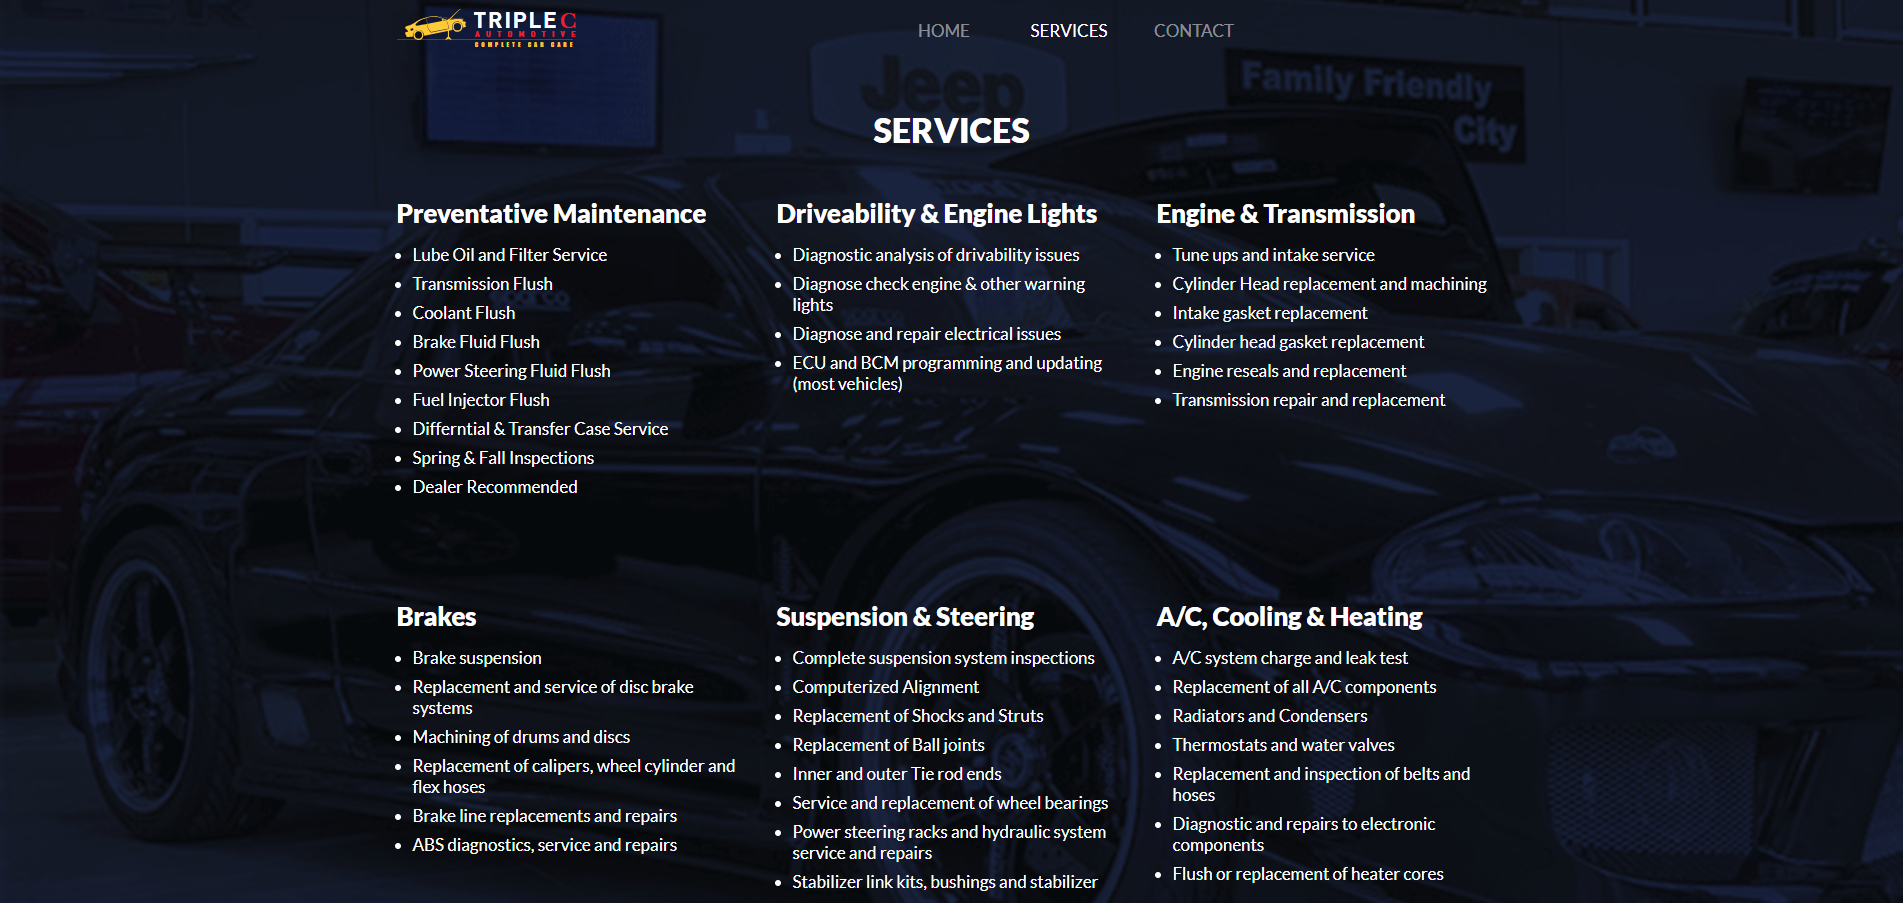 TRIPLE C
AUTOMOTIVE
COMPLETE CAR CARE
HOME
SERVICES
CONTACT
Jeep
Family Friendly
City
SERVICES
Preventative Maintenance
Lube Oil and Filter Service
Transmission Flush
Coolant Flush
Brake Fluid Flush
Power Steering Fluid Flush
Fuel Injector Flush
Differntial & Transfer Case Service
Spring & Fall Inspections
Dealer Recommended
Driveability & Engine Lights
Diagnostic analysis of drivability issues
Diagnose check engine & other warning
lights
Diagnose and repair electrical issues
ECU and BCM programming and updating
(most vehicles)
Engine & Transmission
Tune ups and intake service
Cylinder Head replacement and machining
Intake gasket replacement
Cylinder head gasket replacement
Engine reseals and replacement
Transmission repair and replacement
Brakes
Brake suspension
Replacement and service of disc brake
systems
Machining of drums and discs
Replacement of calipers, wheel cylinder and
flex hoses
Brake line replacements and repairs
ABS diagnostics, service and repairs
Suspension & Steering
Complete suspension system inspections
Computerized Alignment
Replacement of Shocks and Struts
Replacement of Ball joints
Inner and outer Tie rod ends
Service and replacement of wheel bearings
Power steering racks and hydraulic system
service and repairs
Stabilizer link kits, bushings and stabilizer
A/C, Cooling & Heating
A/C system charge and leak test
Replacement of all A/C components
Radiators and Condensers
Thermostats and water valves
Replacement and inspection of belts and
hoses
Diagnostic and repairs to electronic
components
Flush or replacement of heater cores